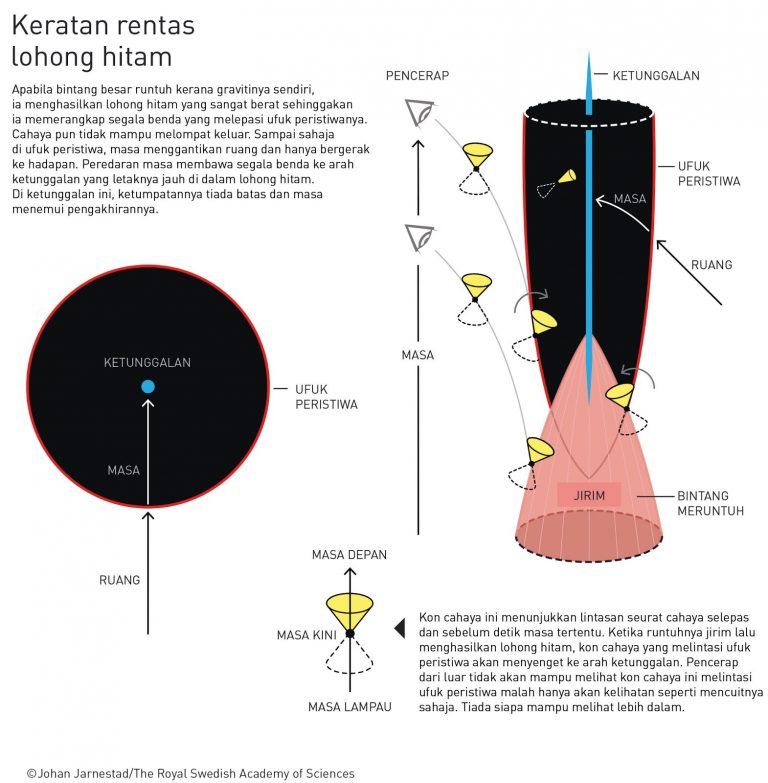 Keratan rentas
lohong hitam
Apabila bintang besar runtuh kerana gravitinya sendiri,
ia menghasilkan lohong hitam yang sangat berat sehinggakan
ia memerangkap segala benda yang melepasi ufuk peristiwanya.
Cahaya pun tidak mampu melompat keluar. Sampai sahaja
di ufuk peristiwa, masa menggantikan ruang dan hanya bergerak
ke hadapan. Peredaran masa membawa segala benda ke arah
ketunggalan yang letaknya jauh di dalam lohong hitam.
Di ketunggalan ini, ketumpatannya tiada batas dan masa
menemui pengakhirannya.
KETUNGGALAN
UFUK
PERISTIWA
MASA
RUANG
PENCERAP
KETUNGGALAN
UFUK
PERISTIWA
MASA
RUANG
MASA
JIRIM
BINTANG
MERUNTUH
MASA DEPAN
MASA KINI
MASA LAMPAU
Kon cahaya ini menunjukkan lintasan seurat cahaya selepas
dan sebelum detik masa tertentu. Ketika runtuhnya jirim lalu
menghasilkan lohong hitam, kon cahaya yang melintasi ufuk
peristiwa akan menyenget ke arah ketunggalan. Pencerap
dari luar tidak akan mampu melihat kon cahaya ini melintasi
ufuk peristiwa malah hanya akan kelihatan seperti mencuitnya
sahaja. Tiada siapa mampu melihat lebih dalam.
©Johan Jarnestad/The Royal Swedish Academy of Sciences